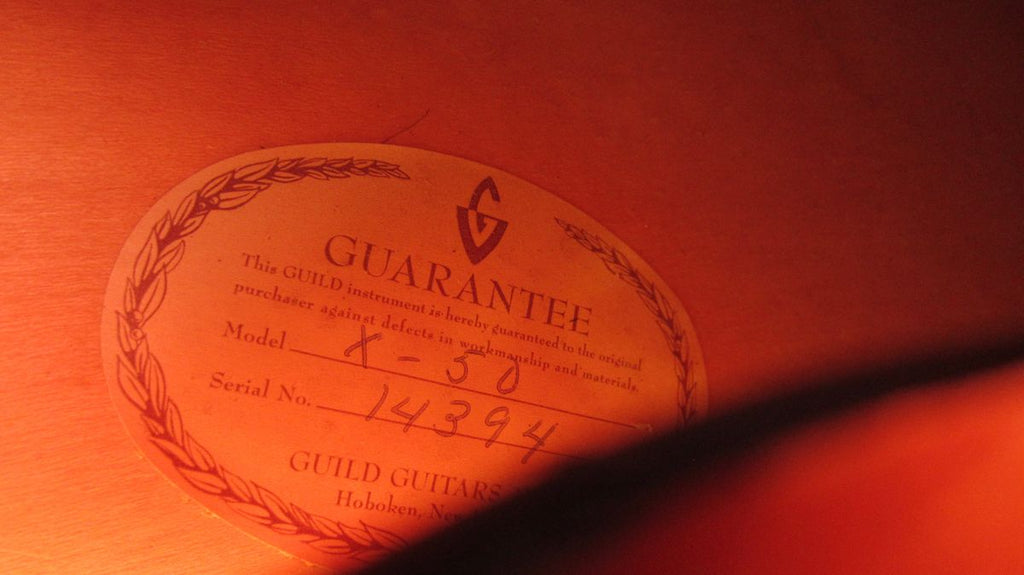 G
GUARANTEE
This GUILD instrument is hereby guaranteed to the original
purchaser against defects in workmanship and materials.
Model X-50
Serial No. 14394
GUILD GUITARS
Hoboken, New